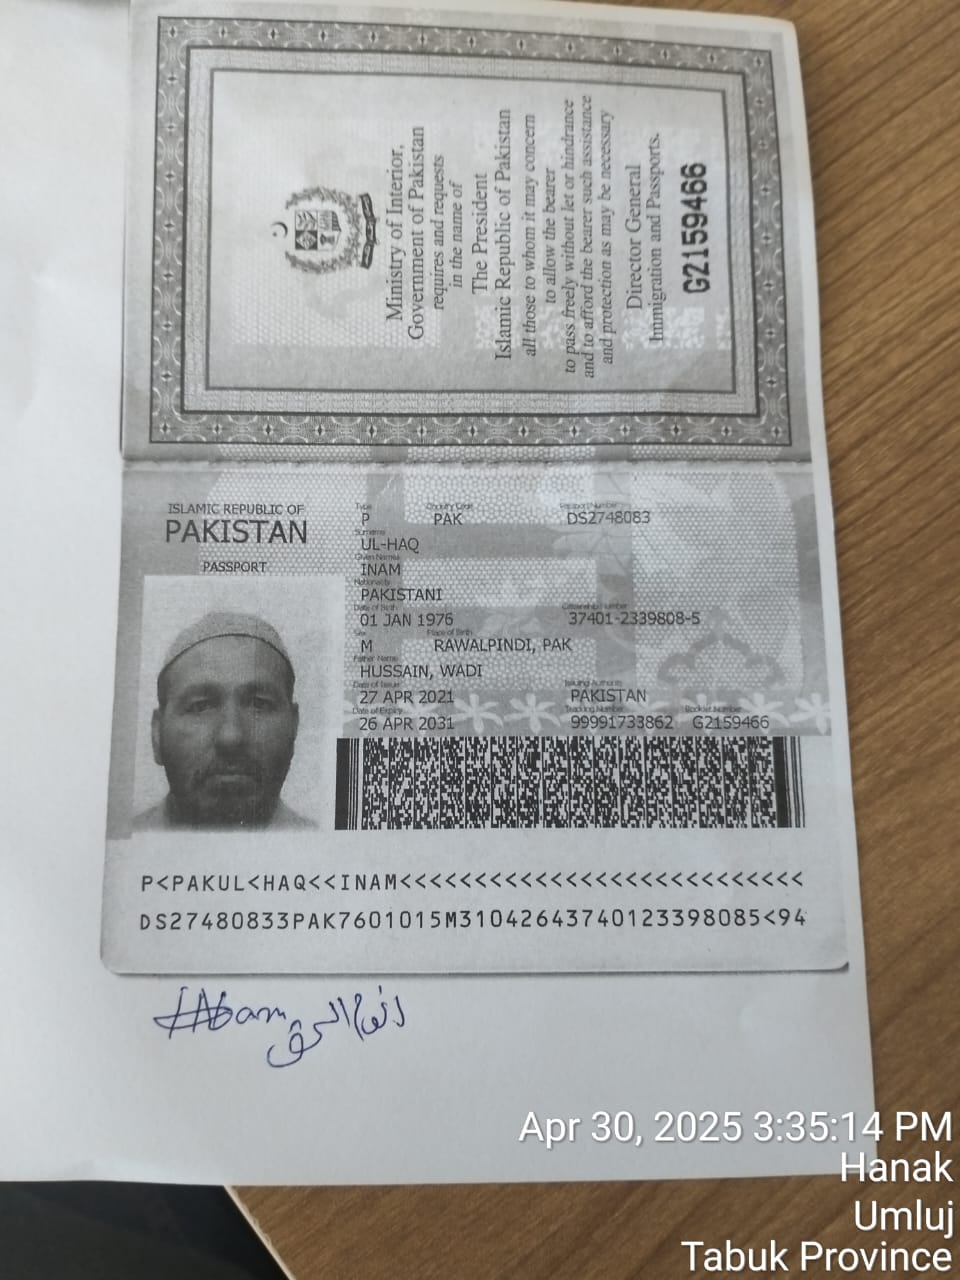 Ministry of Interior,
Government of Pakistan
requires and requests
in the name of
The President
Islamic Republic of Pakistan
all those to whom it may concern
to allow the bearer
to pass freely without let or hindrance
and to afford the bearer such assistance
and protection as may be necessary
Director General
Immigration and Passports.
G2159466
ISLAMIC REPUBLIC OF
PAKISTAN
PASSPORT
Type Country Code Passport Number
P PAK DS2748083
Surname
UL-HAQ
Given Names
INAM
Nationality
PAKISTANI
Date of Birth Citizenship Number
01 JAN 1976 37401-2339808-5
Sex Place of Birth
M RAWALPINDI, PAK
Father Name
HUSSAIN, WADI
Date of Issue Issuing Authority
27 APR 2021 PAKISTAN
Date of Expiry Tracking Number Booklet Number
26 APR 2031 99991733862 G2159466
P<PAKUL<HAQ<<INAM<<<<<<<<<<<<<<<<<<<<<<<<<<<
DS27480833PAK7601015M3104264374012339808​5<94
الحق
Apr 30, 2025 3:35:14 PM
Hanak
Umluj
Tabuk Province